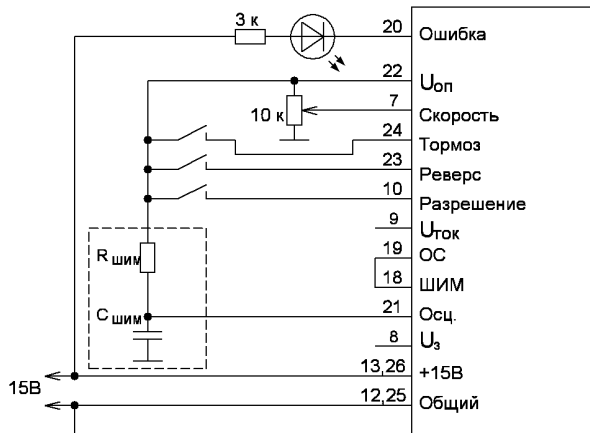 3 к
20 Ошибка
22 Uоп
10 к 7 Скорость
24 Тормоз
23 Реверс
10 Разрешение
9 Uток
R шим 19 ОС
18 ШИМ
C шим 21 Осц.
8 Uз
15В 13,26 +15В
12,25 Общий